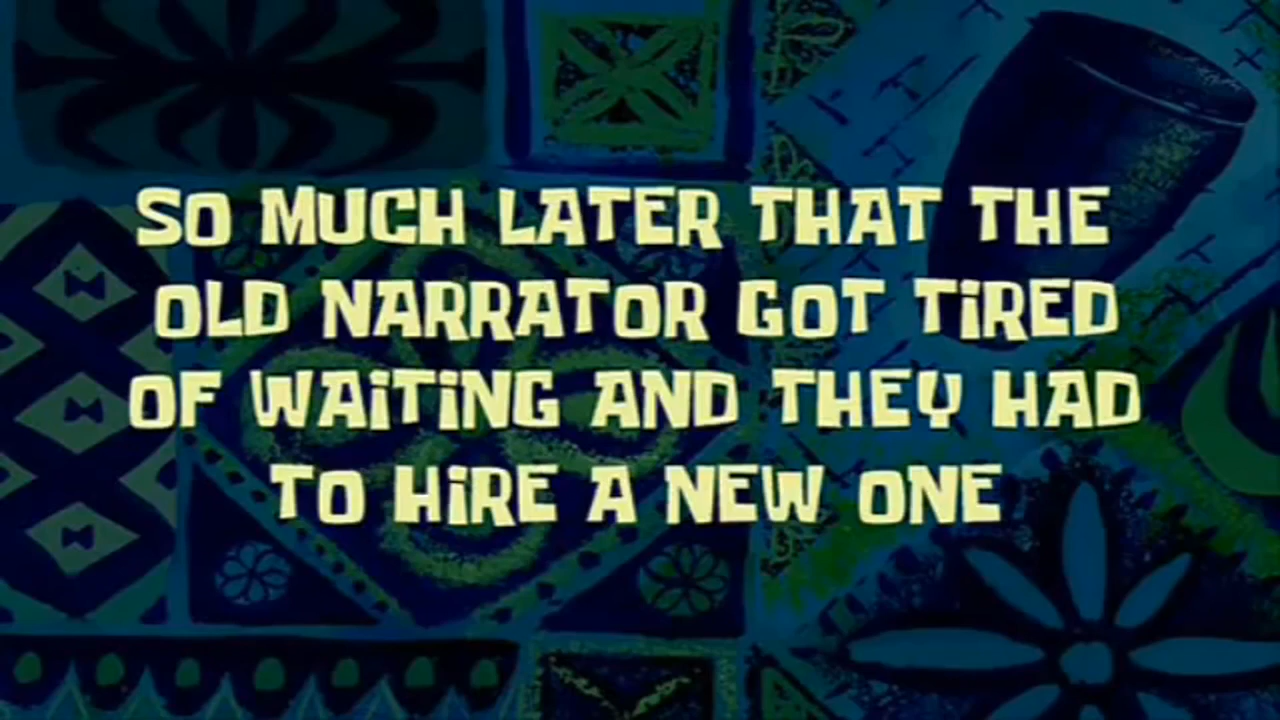 SO MUCH LATER THAT THE
OLD NARRATOR GOT TiRED
OF WAiTiNG AND THEY HAD
TO HiRE A NEW ONE